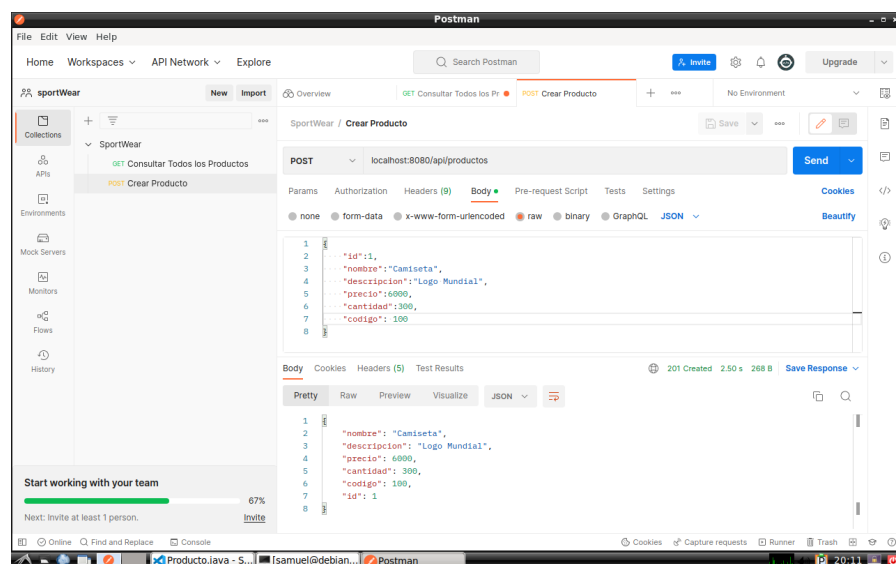 Postman
File Edit View Help
Home Workspaces API Network Explore Search Postman Invite Upgrade
sportWear New Import Overview GET Consultar Todos los Pr POST Crear Producto + No Environment
Collections
APIs
Environments
Mock Servers
Monitors
Flows
History
SportWear
GET Consultar Todos los Productos
POST Crear Producto
SportWear / Crear Producto Save
POST localhost:8080/api/productos Send
Params Authorization Headers (9) Body Pre-request Script Tests Settings Cookies
none form-data x-www-form-urlencoded raw binary GraphQL JSON Beautify
1 {
2 "id":1,
3 "nombre":"Camiseta",
4 "descripcion":"Logo Mundial",
5 "precio":6000,
6 "cantidad":300,
7 "codigo": 100
8 }
Body Cookies Headers (5) Test Results 201 Created 2.50 s 268 B Save Response
Pretty Raw Preview Visualize JSON
1 {
2 "nombre": "Camiseta",
3 "descripcion": "Logo Mundial",
4 "precio": 6000,
5 "cantidad": 300,
6 "codigo": 100,
7 "id": 1
8 }
Start working with your team
67%
Next: Invite at least 1 person. Invite
Online Find and Replace Console Cookies Capture requests Runner Trash
Producto.java - S... [samuel@debian... Postman 20:11